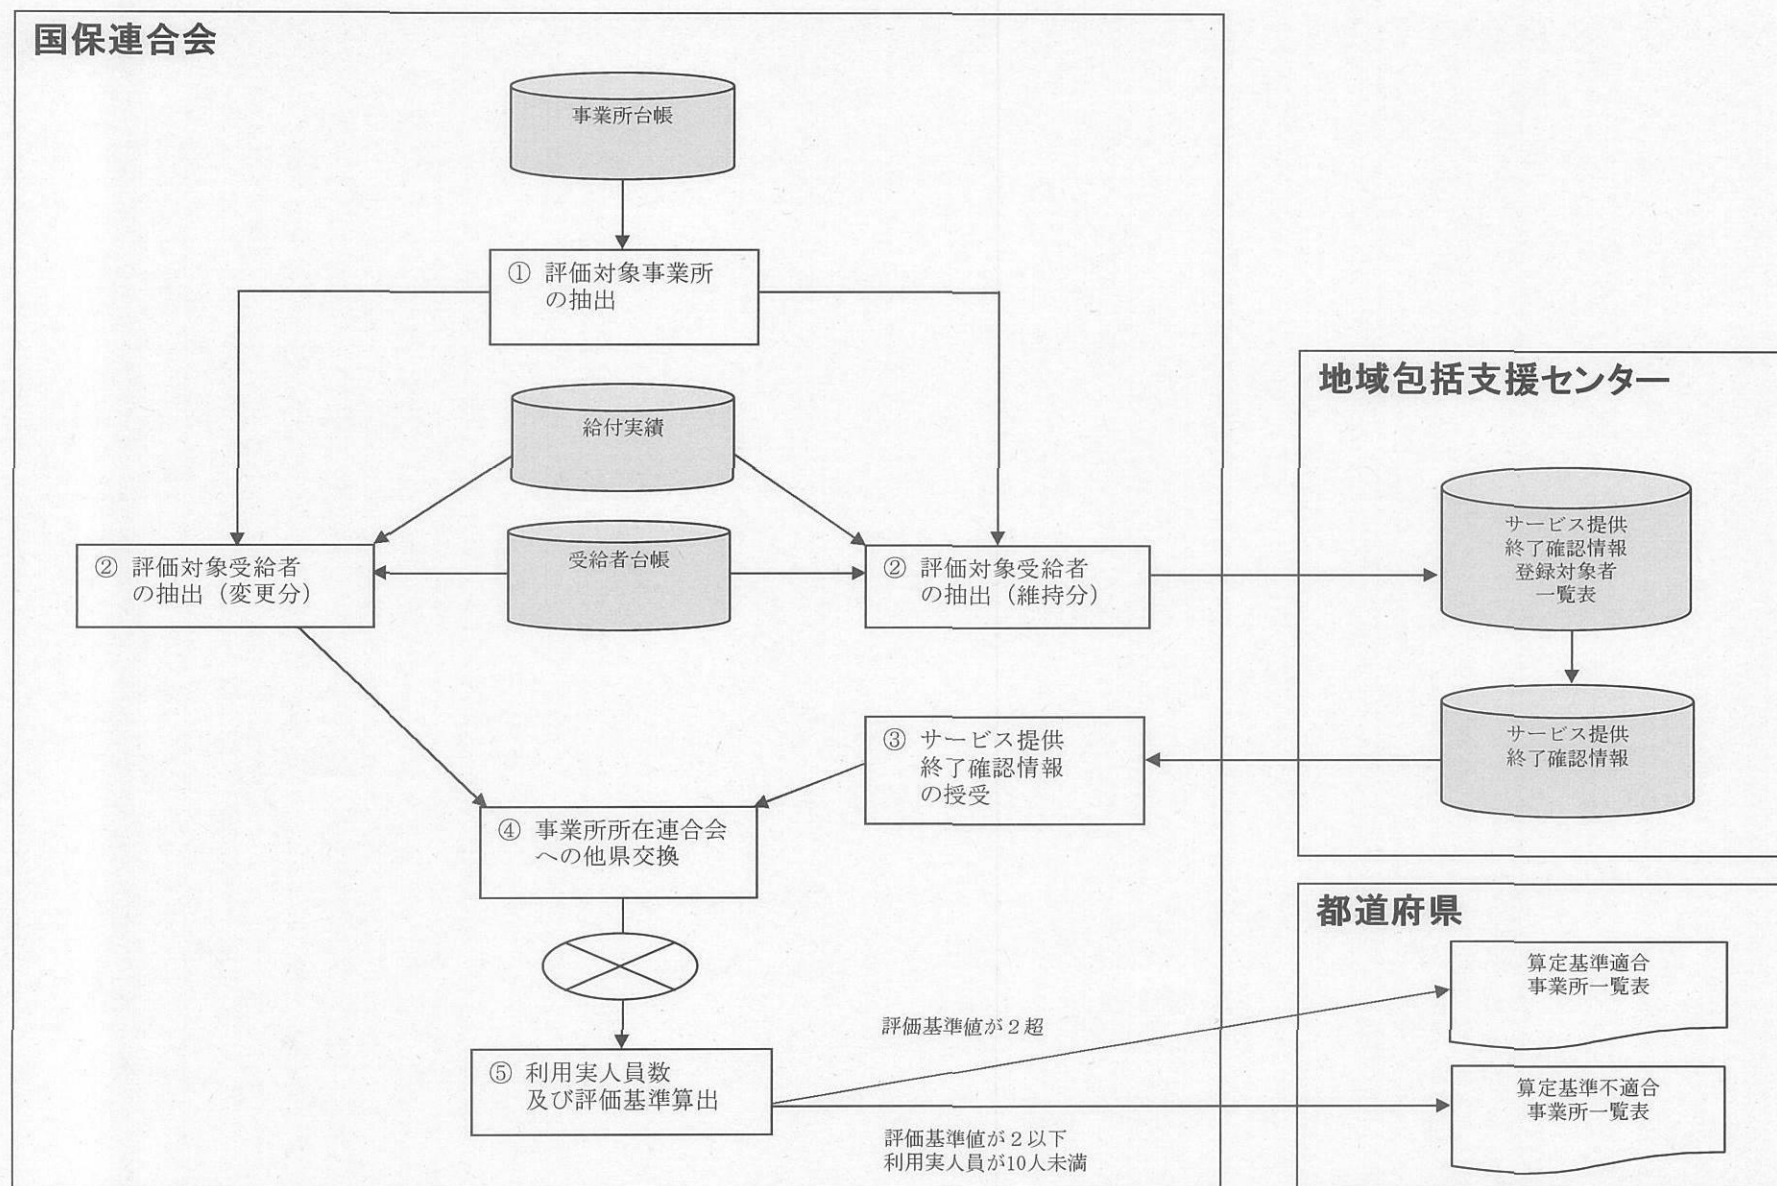 国保連合会
事業所台帳
① 評価対象事業所
の抽出
給付実績
受給者台帳
② 評価対象受給者
の抽出（変更分）
② 評価対象受給者
の抽出（維持分）
③ サービス提供
終了確認情報
の授受
④ 事業所所在連合会
への他県交換
⑤ 利用実人員数
及び評価基準算出
評価基準値が２超
評価基準値が２以下
利用実人員が10人未満
地域包括支援センター
サービス提供
終了確認情報
登録対象者
一覧表
サービス提供
終了確認情報
都道府県
算定基準適合
事業所一覧表
算定基準不適合
事業所一覧表